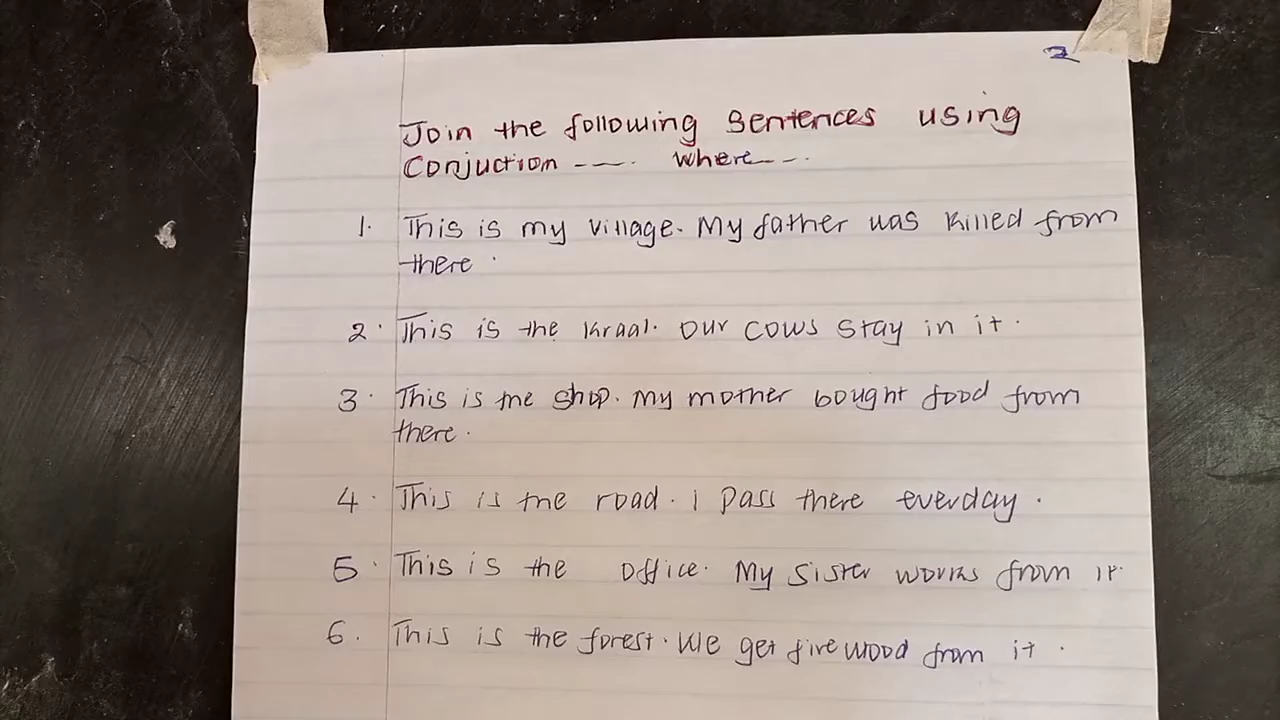 2
Join the following Sentences using
Conjuction ---. where--.
1. This is my village. My father was killed from
there.
2. This is the kraal. Our cows stay in it.
3. This is the shop. My mother bought food from
there.
4. This is the road. I pass there everday.
5. This is the office. My sister works from it.
6. This is the forest. We get fire wood from it.